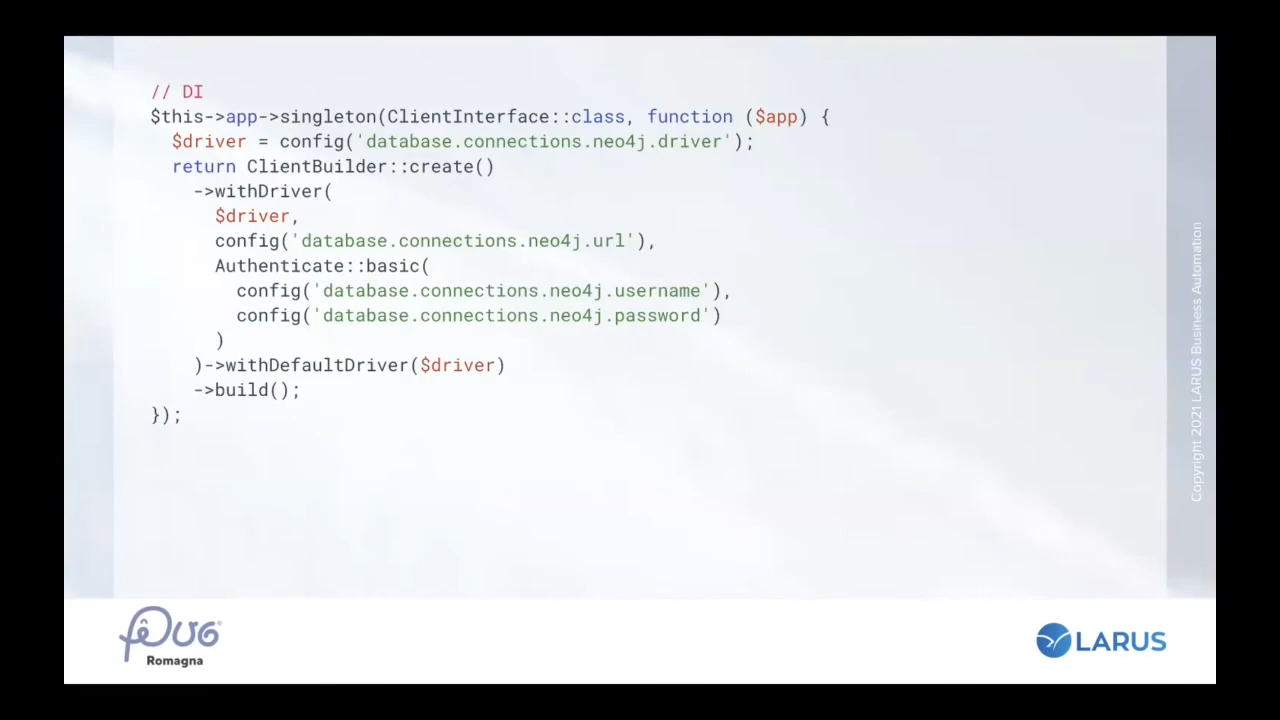 // DI
$this->app->singleton(ClientInterface::class, function ($app) {
  $driver = config('database.connections.neo4j.driver');
  return ClientBuilder::create()
    ->withDriver(
      $driver,
      config('database.connections.neo4j.url'),
      Authenticate::basic(
        config('database.connections.neo4j.username'),
        config('database.connections.neo4j.password')
      )
    )->withDefaultDriver($driver)
    ->build();
});
Copyright 2021 LARUS Business Automation
PUG
Romagna
LARUS